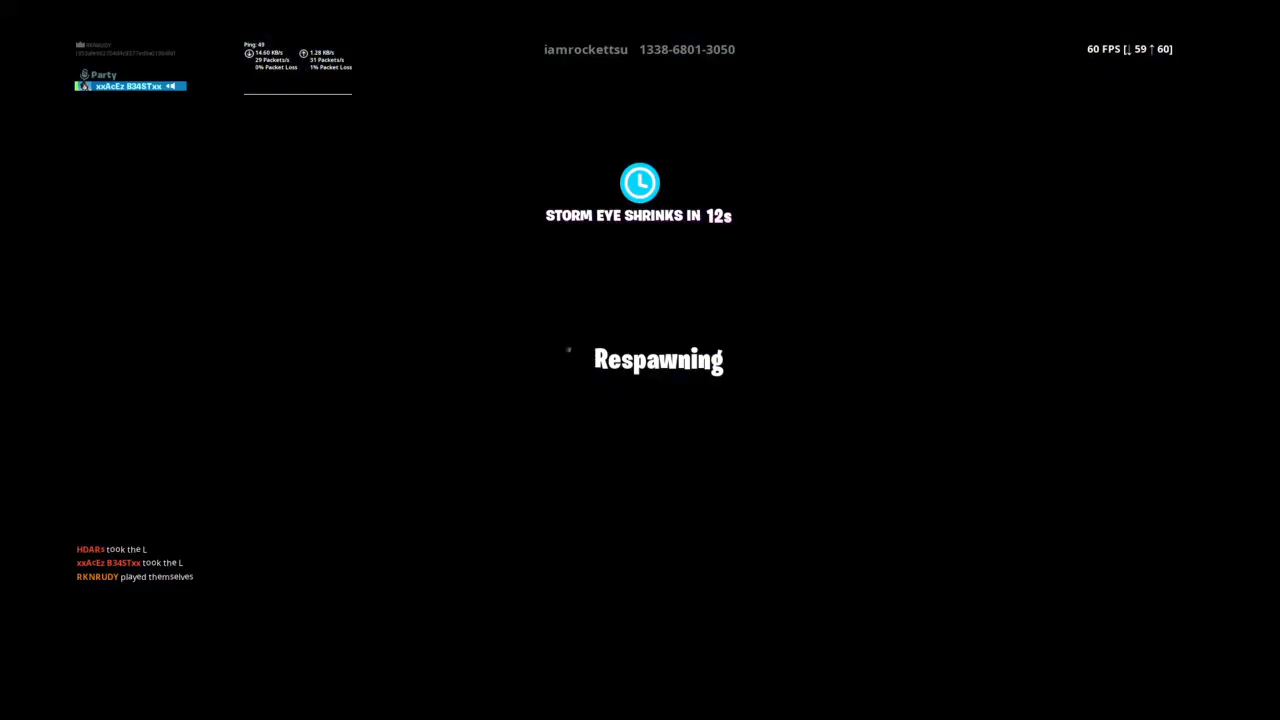 RKNRUDY
Party
xxAcEz B34STxx
Ping: 49
14.60 KB/s 1.28 KB/s
29 Packets/s 31 Packets/s
0% Packet Loss 1% Packet Loss
iamrockettsu 1338-6801-3050
60 FPS [↓ 59 ↑ 60]
STORM EYE SHRINKS IN 12s
Respawning
HDARs took the L
xxAcEz B34STxx took the L
RKNRUDY played themselves